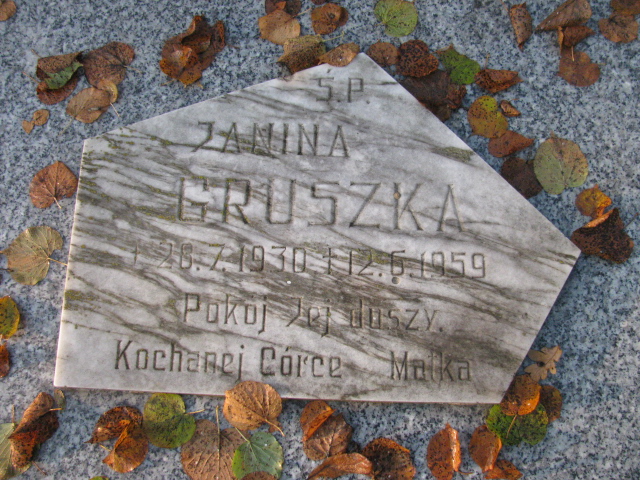 Ś.P
JANINA
GRUSZKA
* 28.7.1930 † 12.6.1959
Pokój Jej duszy.
Kochanej Córce Matka